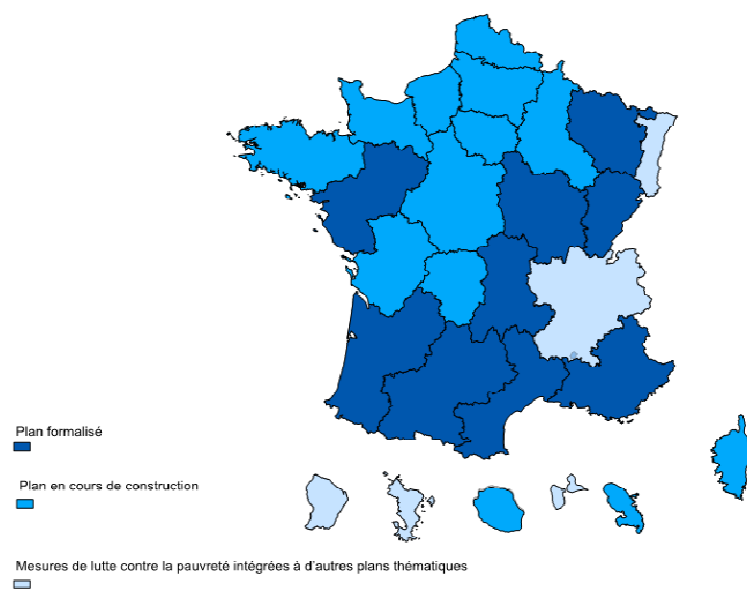 Plan formalisé
Plan en cours de construction
Mesures de lutte contre la pauvreté intégrées à d'autres plans thématiques